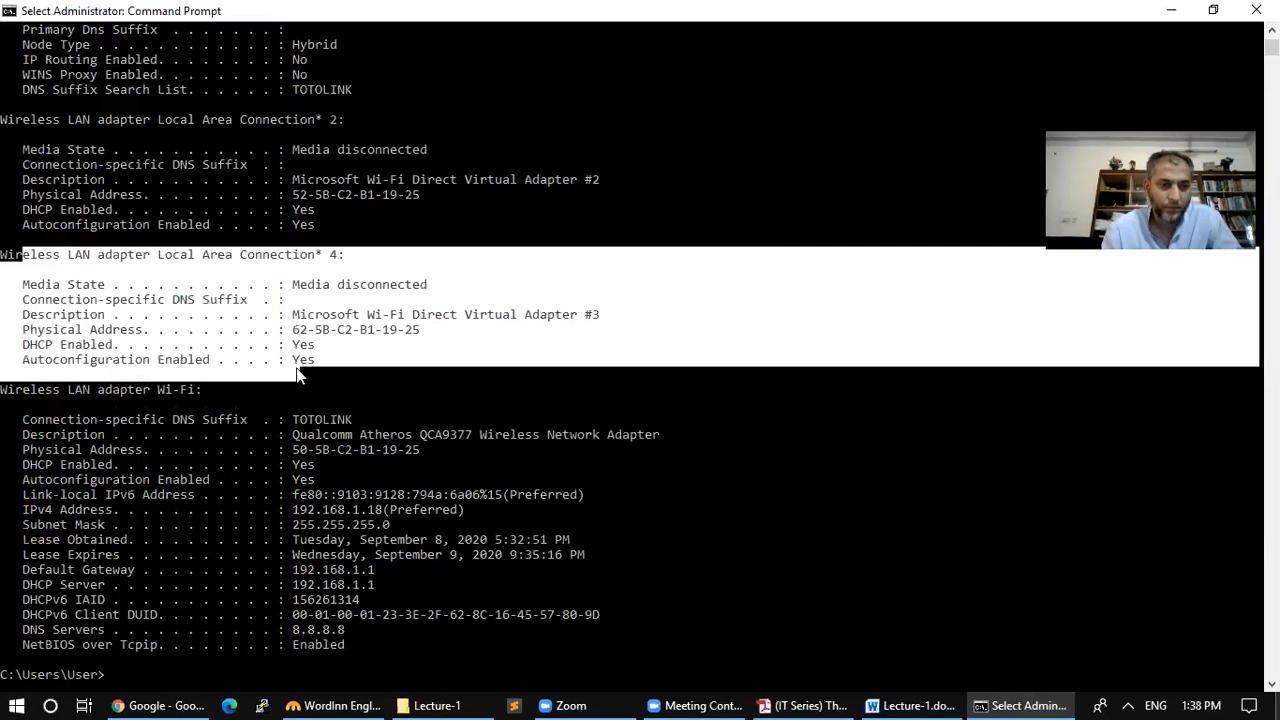 Select Administrator: Command Prompt
Primary Dns Suffix  . . . . . . . :
Node Type . . . . . . . . . . . . : Hybrid
IP Routing Enabled. . . . . . . . : No
WINS Proxy Enabled. . . . . . . . : No
DNS Suffix Search List. . . . . . : TOTOLINK
Wireless LAN adapter Local Area Connection* 2:
Media State . . . . . . . . . . . : Media disconnected
Connection-specific DNS Suffix  . :
Description . . . . . . . . . . . : Microsoft Wi-Fi Direct Virtual Adapter #2
Physical Address. . . . . . . . . : 52-5B-C2-B1-19-25
DHCP Enabled. . . . . . . . . . . : Yes
Autoconfiguration Enabled . . . . : Yes
Wireless LAN adapter Local Area Connection* 4:
Media State . . . . . . . . . . . : Media disconnected
Connection-specific DNS Suffix  . :
Description . . . . . . . . . . . : Microsoft Wi-Fi Direct Virtual Adapter #3
Physical Address. . . . . . . . . : 62-5B-C2-B1-19-25
DHCP Enabled. . . . . . . . . . . : Yes
Autoconfiguration Enabled . . . . : Yes
Wireless LAN adapter Wi-Fi:
Connection-specific DNS Suffix  . : TOTOLINK
Description . . . . . . . . . . . : Qualcomm Atheros QCA9377 Wireless Network Adapter
Physical Address. . . . . . . . . : 50-5B-C2-B1-19-25
DHCP Enabled. . . . . . . . . . . : Yes
Autoconfiguration Enabled . . . . : Yes
Link-local IPv6 Address . . . . . : fe80::9103:9128:794a:6a06%15(Preferred)
IPv4 Address. . . . . . . . . . . : 192.168.1.18(Preferred)
Subnet Mask . . . . . . . . . . . : 255.255.255.0
Lease Obtained. . . . . . . . . . : Tuesday, September 8, 2020 5:32:51 PM
Lease Expires . . . . . . . . . . : Wednesday, September 9, 2020 9:35:16 PM
Default Gateway . . . . . . . . . : 192.168.1.1
DHCP Server . . . . . . . . . . . : 192.168.1.1
DHCPv6 IAID . . . . . . . . . . . : 156261314
DHCPv6 Client DUID. . . . . . . . : 00-01-00-01-23-3E-2F-62-8C-16-45-57-80-9D
DNS Servers . . . . . . . . . . . : 8.8.8.8
NetBIOS over Tcpip. . . . . . . . : Enabled
C:\Users\User>
Google - Goo... WordInn Engl... Lecture-1 Zoom Meeting Cont... (IT Series) Th... Lecture-1.do... Select Admin... ENG 1:38 PM